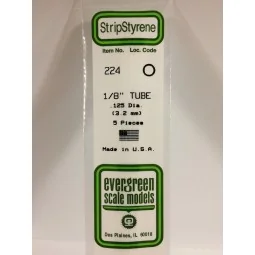 StripStyrene
Item No. Loc. Code
224 O
1/8" TUBE
.125 Dia.
(3.2 mm)
5 Pieces
Made in U.S.A.
evergreen
scale models
Des Plaines, IL 60018